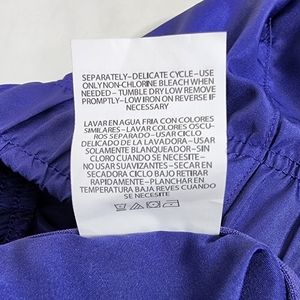 SEPARATELY-DELICATE CYCLE-USE
ONLY NON-CHLORINE BLEACH WHEN
NEEDED - TUMBLE DRY LOW REMOVE
PROMPTLY-LOW IRON ON REVERSE IF
NECESSARY
LAVAR EN AGUA FRIA CON COLORES
SIMILARES-LAVAR COLORES OSCU-
ROS SEPARADO - USAR CICLO
DELICADO DE LA LAVADORA- USAR
SOLAMENTE BLANQUEADOR-SIN
CLORO CUANDO SE NECESITE-
NO USAR SUAVIZANTES-SECAR EN
SECADORA CICLO BAJO RETIRAR
RAPIDAMENTE - PLANCHAR EN
TEMPERATURA BAJA REVES CUANDO
SE NECESITE